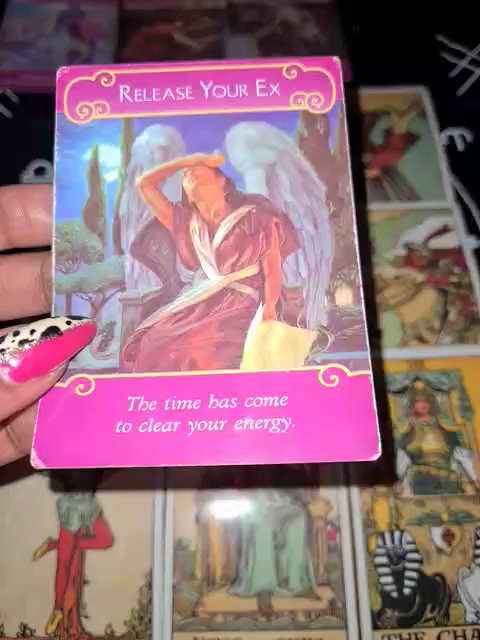 RELEASE YOUR EX
The time has come
to clear your energy.
THE CHA